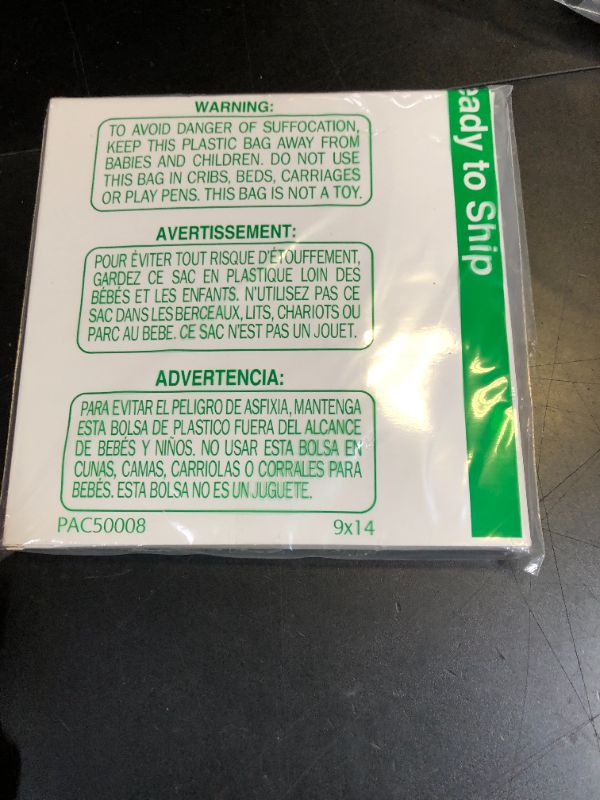 WARNING:
TO AVOID DANGER OF SUFFOCATION,
KEEP THIS PLASTIC BAG AWAY FROM
BABIES AND CHILDREN. DO NOT USE
THIS BAG IN CRIBS, BEDS, CARRIAGES
OR PLAY PENS. THIS BAG IS NOT A TOY.
AVERTISSEMENT:
POUR ÉVITER TOUT RISQUE D'ÉTOUFFEMENT,
GARDEZ CE SAC EN PLASTIQUE LOIN DES
BÉBÉS ET LES ENFANTS. N'UTILISEZ PAS CE
SAC DANS LES BERCEAUX, LITS, CHARIOTS OU
PARC AU BEBE. CE SAC N'EST PAS UN JOUET.
ADVERTENCIA:
PARA EVITAR EL PELIGRO DE ASFIXIA, MANTENGA
ESTA BOLSA DE PLASTICO FUERA DEL ALCANCE
DE BEBÉS Y NIÑOS. NO USAR ESTA BOLSA EN
CUNAS, CAMAS, CARRIOLAS O CORRALES PARA
BEBÉS. ESTA BOLSA NO ES UN JUGUETE.
PAC50008 9x14
eady to Ship